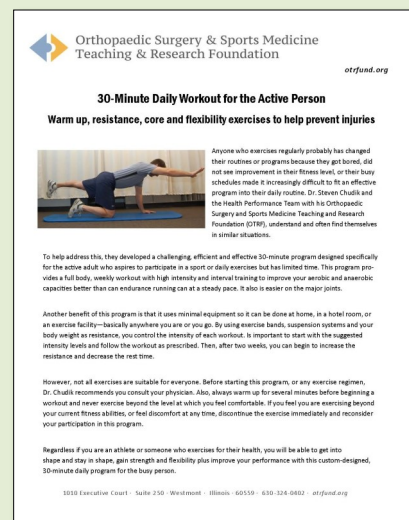 Orthopaedic Surgery & Sports Medicine
Teaching & Research Foundation
otrfund.org
30-Minute Daily Workout for the Active Person
Warm up, resistance, core and flexibility exercises to help prevent injuries
Anyone who exercises regularly probably has changed
their routines or programs because they got bored, did
not see improvement in their fitness level, or their busy
schedules made it increasingly difficult to fit an effective
program into their daily routine. Dr. Steven Chudik and
the Health Performance Team with his Orthopaedic
Surgery and Sports Medicine Teaching and Research
Foundation (OTRF), understand and often find themselves
in similar situations.
To help address this, they developed a challenging, efficient and effective 30-minute program designed specifically
for the active adult who aspires to participate in a sport or daily exercises but has limited time. This program pro-
vides a full body, weekly workout with high intensity and interval training to improve your aerobic and anaerobic
capacities better than can endurance running can at a steady pace. It also is easier on the major joints.
Another benefit of this program is that it uses minimal equipment so it can be done at home, in a hotel room, or
an exercise facility—basically anywhere you are or you go. By using exercise bands, suspension systems and your
body weight as resistance, you control the intensity of each workout. Is important to start with the suggested
intensity levels and follow the workout as prescribed. Then, after two weeks, you can begin to increase the
resistance and decrease the rest time.
However, not all exercises are suitable for everyone. Before starting this program, or any exercise regimen,
Dr. Chudik recommends you consult your physician. Also, always warm up for several minutes before beginning a
workout and never exercise beyond the level at which you feel comfortable. If you feel you are exercising beyond
your current fitness abilities, or feel discomfort at any time, discontinue the exercise immediately and reconsider
your participation in this program.
Regardless if you are an athlete or someone who exercises for their health, you will be able to get into
shape and stay in shape, gain strength and flexibility plus improve your performance with this custom-designed,
30-minute daily program for the busy person.
1010 Executive Court · Suite 250 · Westmont · Illinois · 60559 · 630-324-0402 · otrfund.org